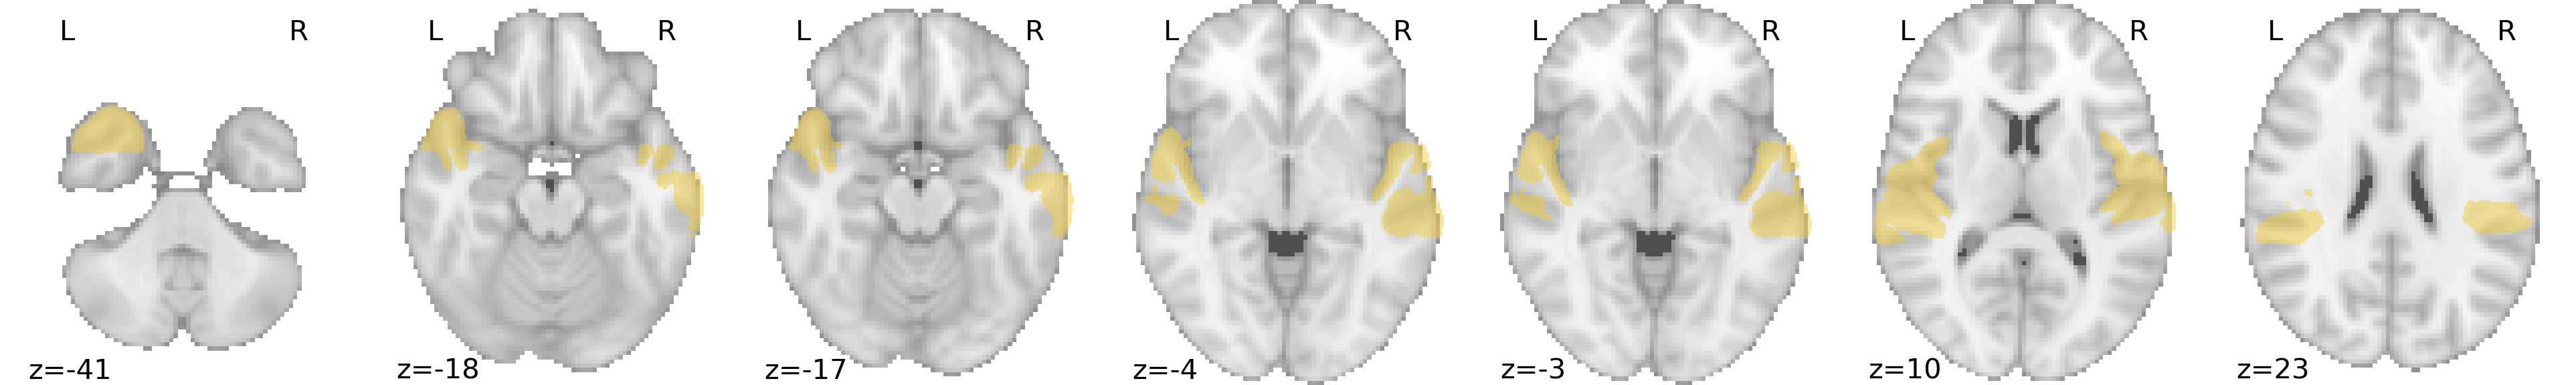 L R L R L R L R L R L R L R
z=-41 z=-18 z=-17 z=-4 z=-3 z=10 z=23